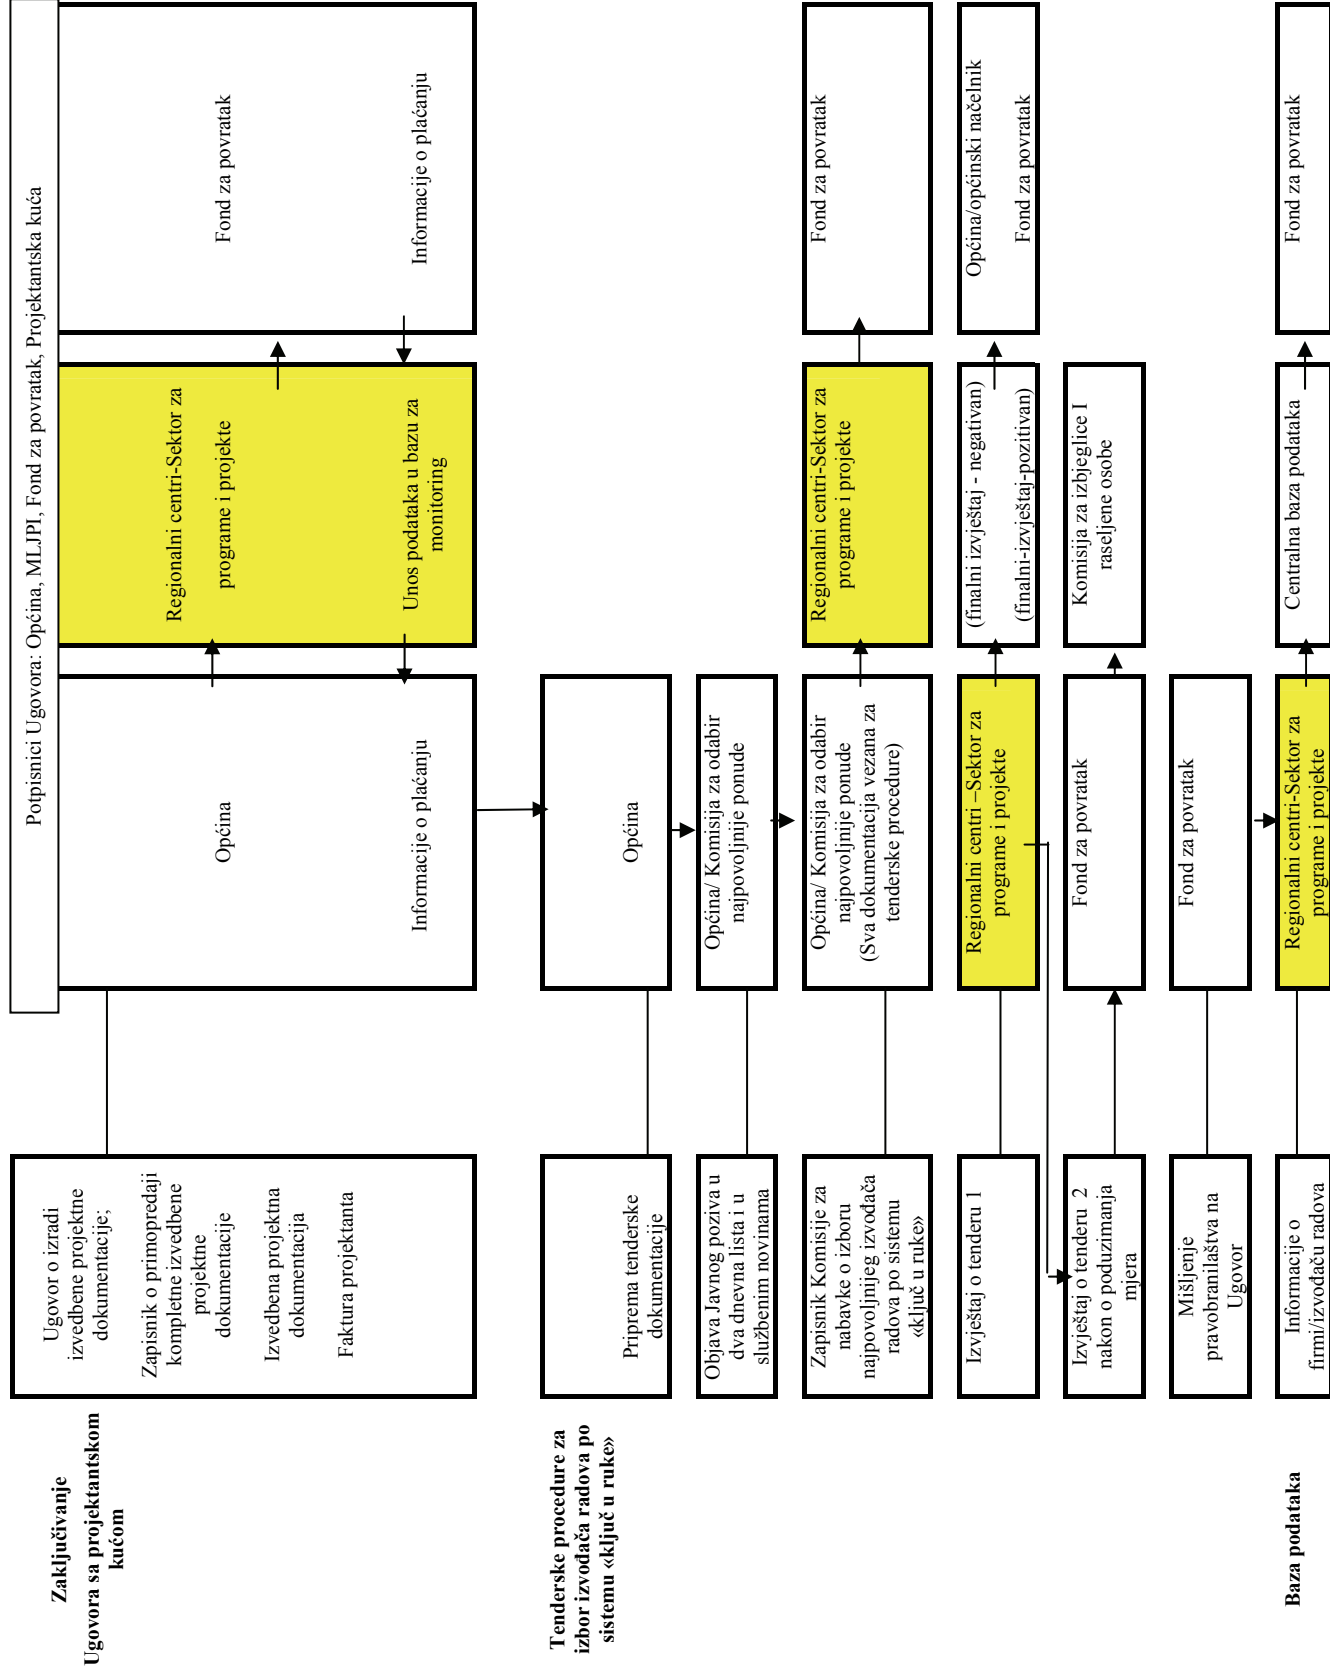 Potpisnici Ugovora: Općina, MLJPI, Fond za povratak, Projektantska kuća
Zaključivanje
Ugovora sa projektantskom
kućom
Ugovor o izradi
izvedbene projektne
dokumentacije;
Zapisnik o primopredaji
kompletne izvedbene
projektne
dokumentacije
Izvedbena projektna
dokumentacija
Faktura projektanta
Općina
Informacije o plaćanju
Regionalni centri-Sektor za
programe i projekte
Unos podataka u bazu za
monitoring
Fond za povratak
Informacije o plaćanju
Tenderske procedure za
izbor izvođača radova po
sistemu «ključ u ruke»
Priprema tenderske
dokumentacije
Općina
Objava Javnog poziva u
dva dnevna lista i u
službenim novinama
Općina/ Komisija za odabir
najpovoljnije ponude
Zapisnik Komisije za
nabavke o izboru
najpovoljnijeg izvođača
radova po sistemu
«ključ u ruke»
Općina/ Komisija za odabir
najpovoljnije ponude
(Sva dokumentacija vezana za
tenderske procedure)
Regionalni centri-Sektor za
programe i projekte
Fond za povratak
Izvještaj o tenderu 1
Regionalni centri –Sektor za
programe i projekte
(finalni izvještaj - negativan)
(finalni-izvještaj-pozitivan)
Općina/općinski načelnik
Fond za povratak
Izvještaj o tenderu 2
nakon o poduzimanja
mjera
Fond za povratak
Komisija za izbjeglice I
raseljene osobe
Mišljenje
pravobranilaštva na
Ugovor
Fond za povratak
Baza podataka
Informacije o
firmi/izvođaču radova
Regionalni centri-Sektor za
programe i projekte
Centralna baza podataka
Fond za povratak